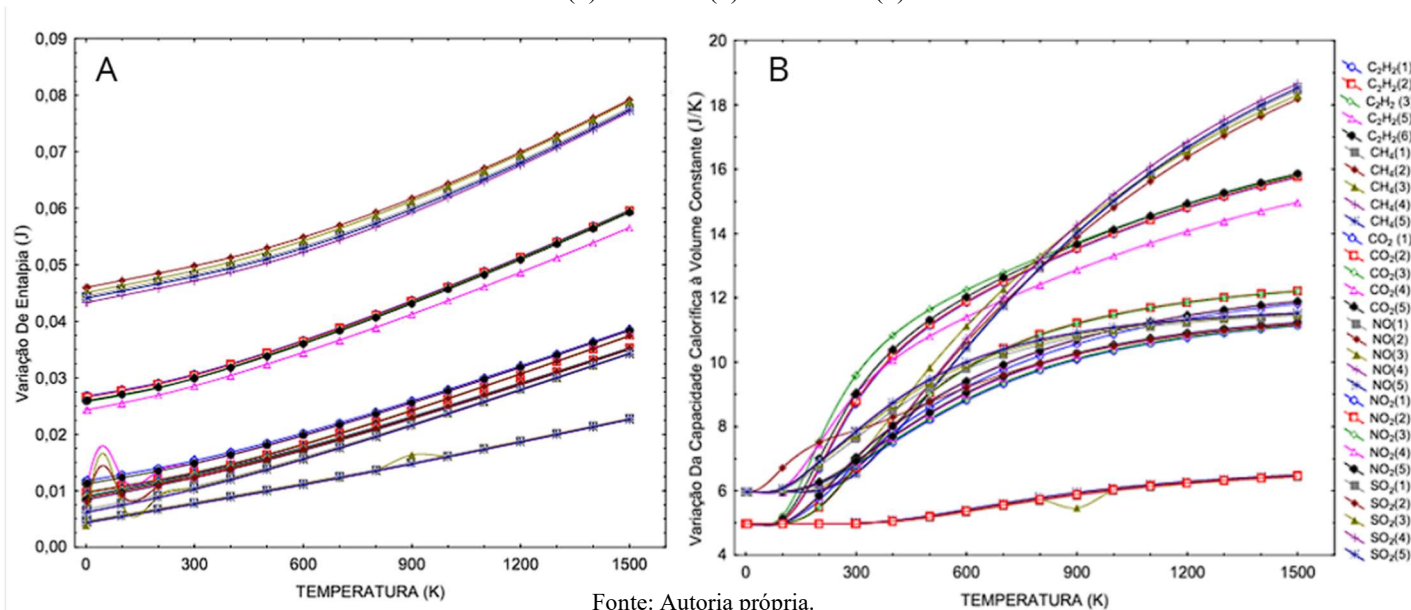 A
Variação De Entalpia (J)
0,09
0,08
0,07
0,06
0,05
0,04
0,03
0,02
0,01
0,00
0
300
600
900
1200
1500
TEMPERATURA (K)
B
Variação Da Capacidade Calorífica à Volume Constante (J/K)
20
18
16
14
12
10
8
6
4
0
300
600
900
1200
1500
TEMPERATURA (K)
C₂H₂(1)
C₂H₂(2)
C₂H₂ (3)
C₂H₂(5)
C₂H₂(6)
CH₄(1)
CH₄(2)
CH₄(3)
CH₄(4)
CH₄(5)
CO₂ (1)
CO₂(2)
CO₂(3)
CO₂(4)
CO₂(5)
NO(1)
NO(2)
NO(3)
NO(4)
NO(5)
NO₂(1)
NO₂(2)
NO₂(3)
NO₂(4)
NO₂(5)
SO₂(1)
SO₂(2)
SO₂(3)
SO₂(4)
SO₂(5)
Fonte: Autoria própria.